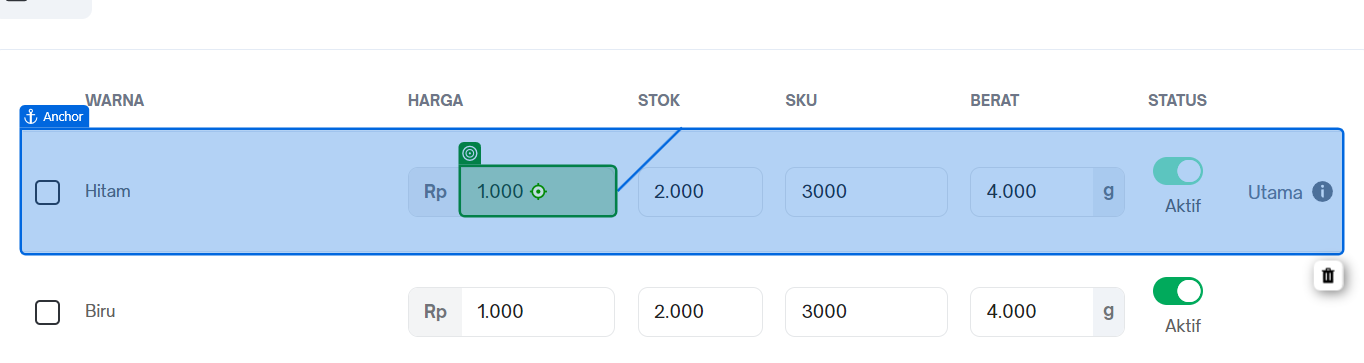 WARNA HARGA STOK SKU BERAT STATUS
Anchor
Hitam Rp 1.000 2.000 3000 4.000 g Aktif Utama
Biru Rp 1.000 2.000 3000 4.000 g Aktif